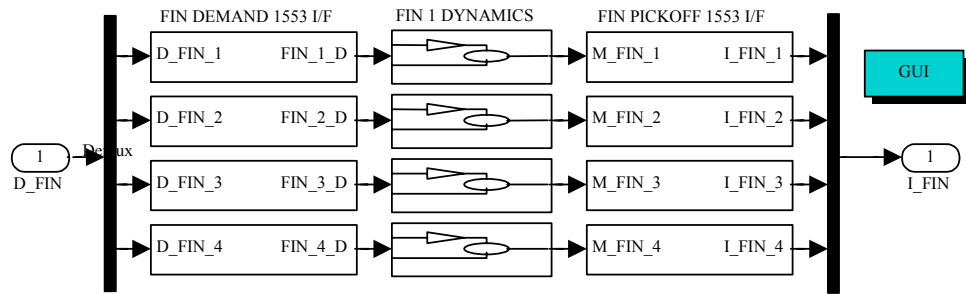 FIN DEMAND 1553 I/F FIN 1 DYNAMICS FIN PICKOFF 1553 I/F
D_FIN_1 FIN_1_D M_FIN_1 I_FIN_1
GUI
D_FIN_2 FIN_2_D M_FIN_2 I_FIN_2
Demux
1 1
D_FIN I_FIN
D_FIN_3 FIN_3_D M_FIN_3 I_FIN_3
D_FIN_4 FIN_4_D M_FIN_4 I_FIN_4